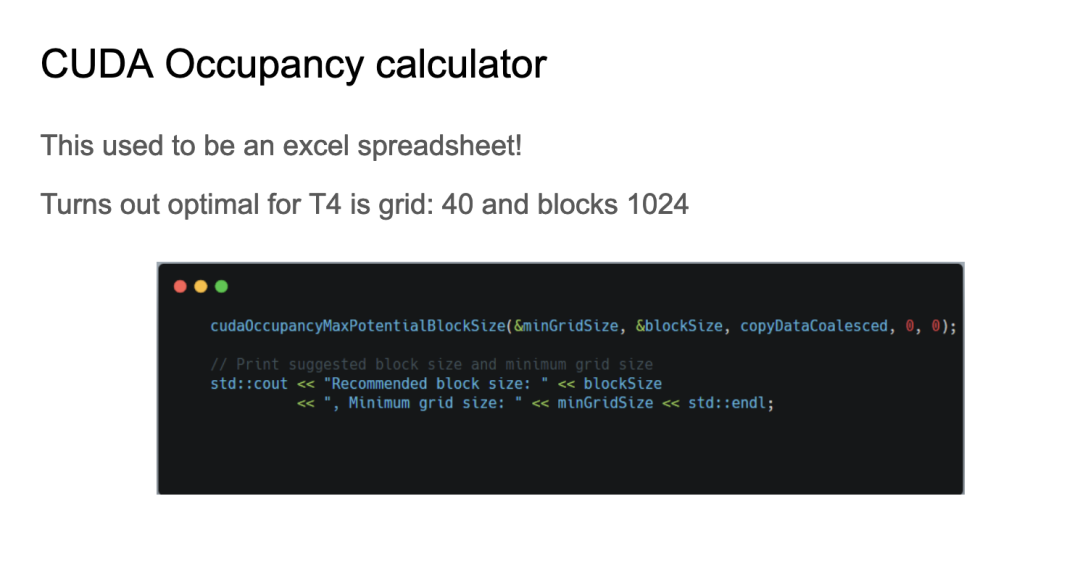 CUDA Occupancy calculator
This used to be an excel spreadsheet!
Turns out optimal for T4 is grid: 40 and blocks 1024
cudaOccupancyMaxPotentialBlockSize(&minGridSize, &blockSize, copyDataCoalesced, 0, 0);
// Print suggested block size and minimum grid size
std::cout << "Recommended block size: " << blockSize
<< ", Minimum grid size: " << minGridSize << std::endl;